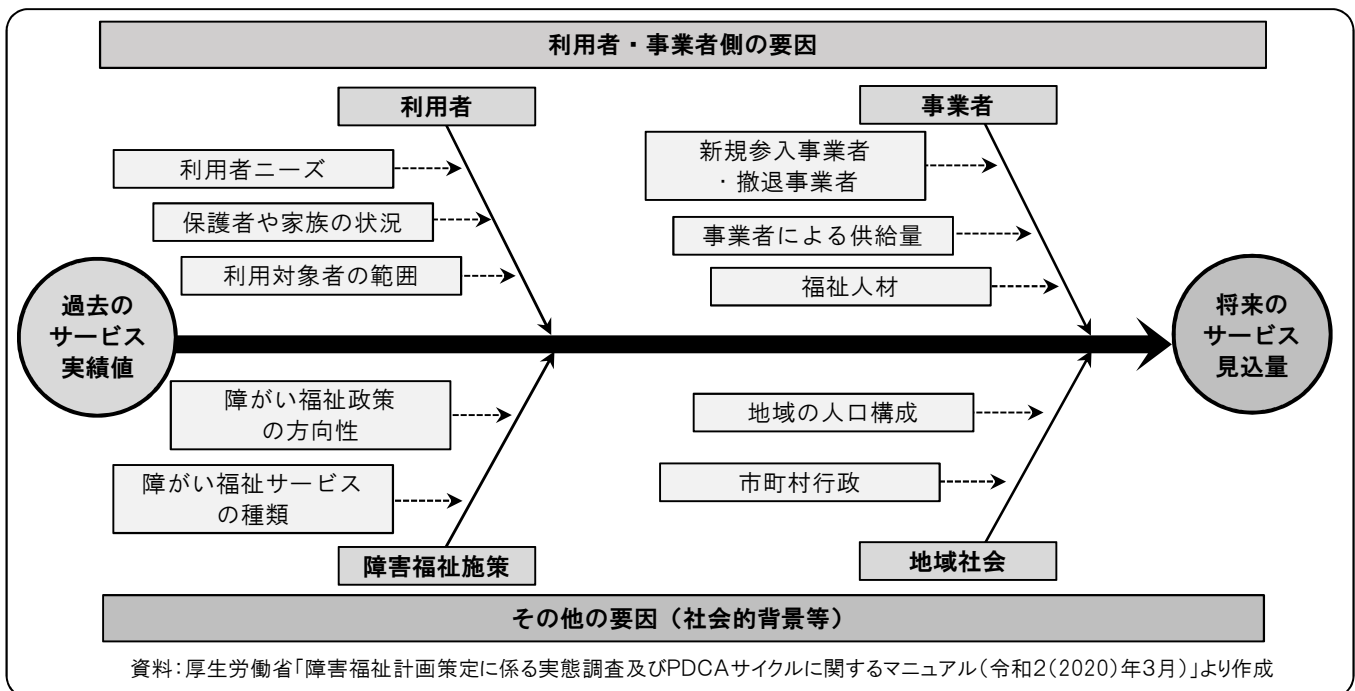 利用者・事業者側の要因
利用者
利用者ニーズ
保護者や家族の状況
利用対象者の範囲
事業者
新規参入事業者
・撤退事業者
事業者による供給量
福祉人材
過去の
サービス
実績値
将来の
サービス
見込量
障がい福祉政策
の方向性
障がい福祉サービス
の種類
障害福祉施策
地域の人口構成
市町村行政
地域社会
その他の要因（社会的背景等）
資料：厚生労働省「障害福祉計画策定に係る実態調査及びPDCAサイクルに関するマニュアル（令和2（2020）年3月）」より作成